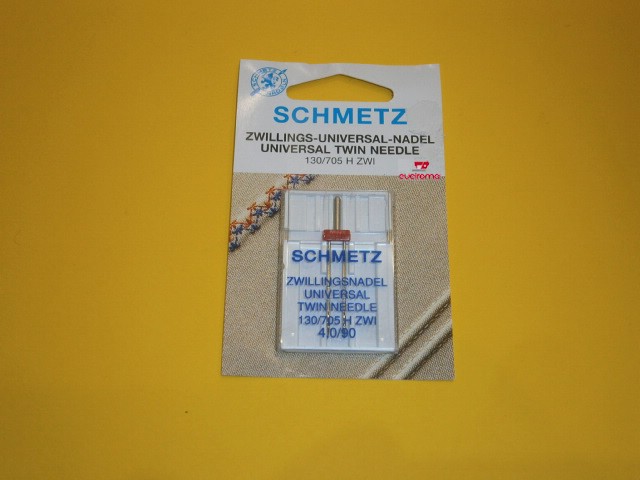 SCHMETZ
ZWILLINGS-UNIVERSAL-NADEL
UNIVERSAL TWIN NEEDLE
130/705 H ZWI
SCHMETZ
ZWILLINGSNADEL
UNIVERSAL
TWIN NEEDLE
130/705 H ZWI
4,0/90